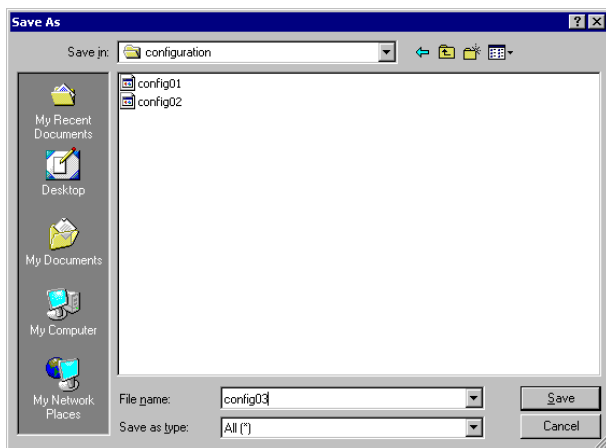 Save As
Save in:
configuration
config01
config02
My Recent
Documents
Desktop
My Documents
My Computer
My Network
Places
File name:
config03
Save
Save as type:
All (*)
Cancel